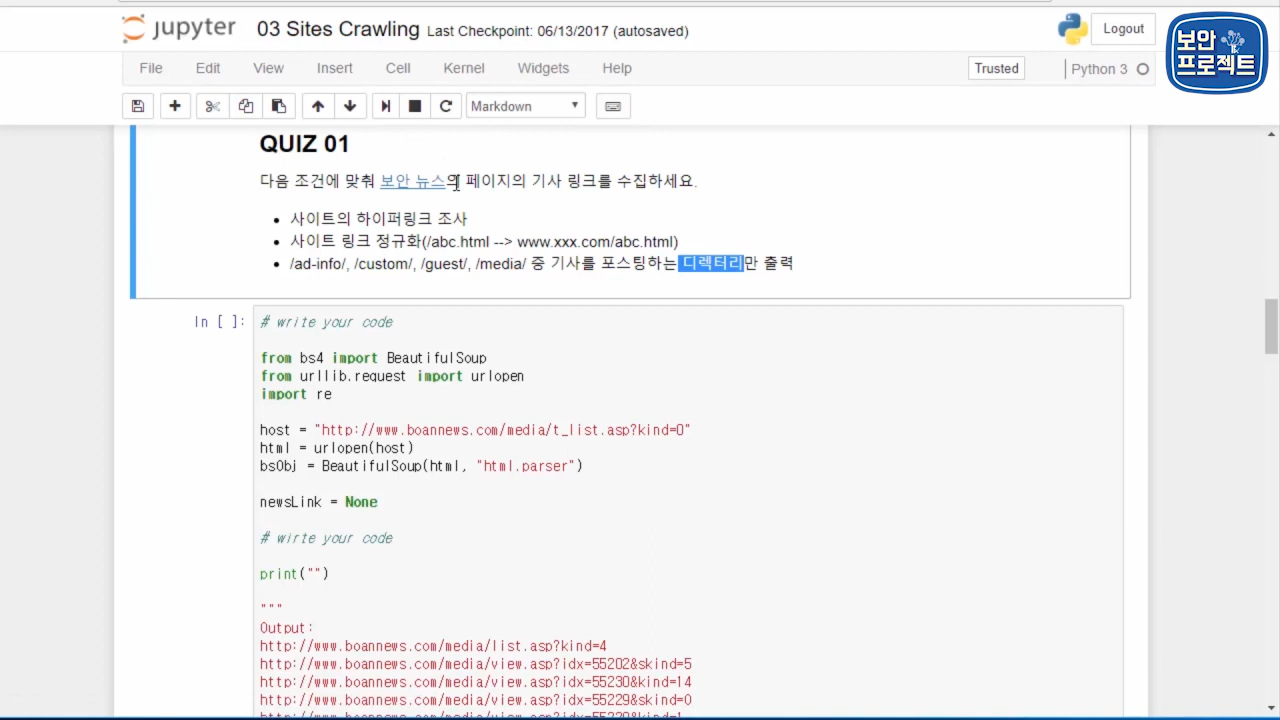 jupyter 03 Sites Crawling Last Checkpoint: 06/13/2017 (autosaved)
Logout
보안
프로젝트
File Edit View Insert Cell Kernel Widgets Help
Trusted
Python 3
Markdown
QUIZ 01
다음 조건에 맞춰 보안 뉴스의 페이지의 기사 링크를 수집하세요.
사이트의 하이퍼링크 조사
사이트 링크 정규화(/abc.html --> www.xxx.com/abc.html)
/ad-info/, /custom/, /guest/, /media/ 중 기사를 포스팅하는 디렉터리만 출력
In [ ]:
# write your code
from bs4 import BeautifulSoup
from urllib.request import urlopen
import re
host = "http://www.boannews.com/media/t_list.asp?kind=0"
html = urlopen(host)
bsObj = BeautifulSoup(html, "html.parser")
newsLink = None
# wirte your code
print("")
"""
Output:
http://www.boannews.com/media/list.asp?kind=4
http://www.boannews.com/media/view.asp?idx=55202&skind=5
http://www.boannews.com/media/view.asp?idx=55230&kind=14
http://www.boannews.com/media/view.asp?idx=55229&skind=0